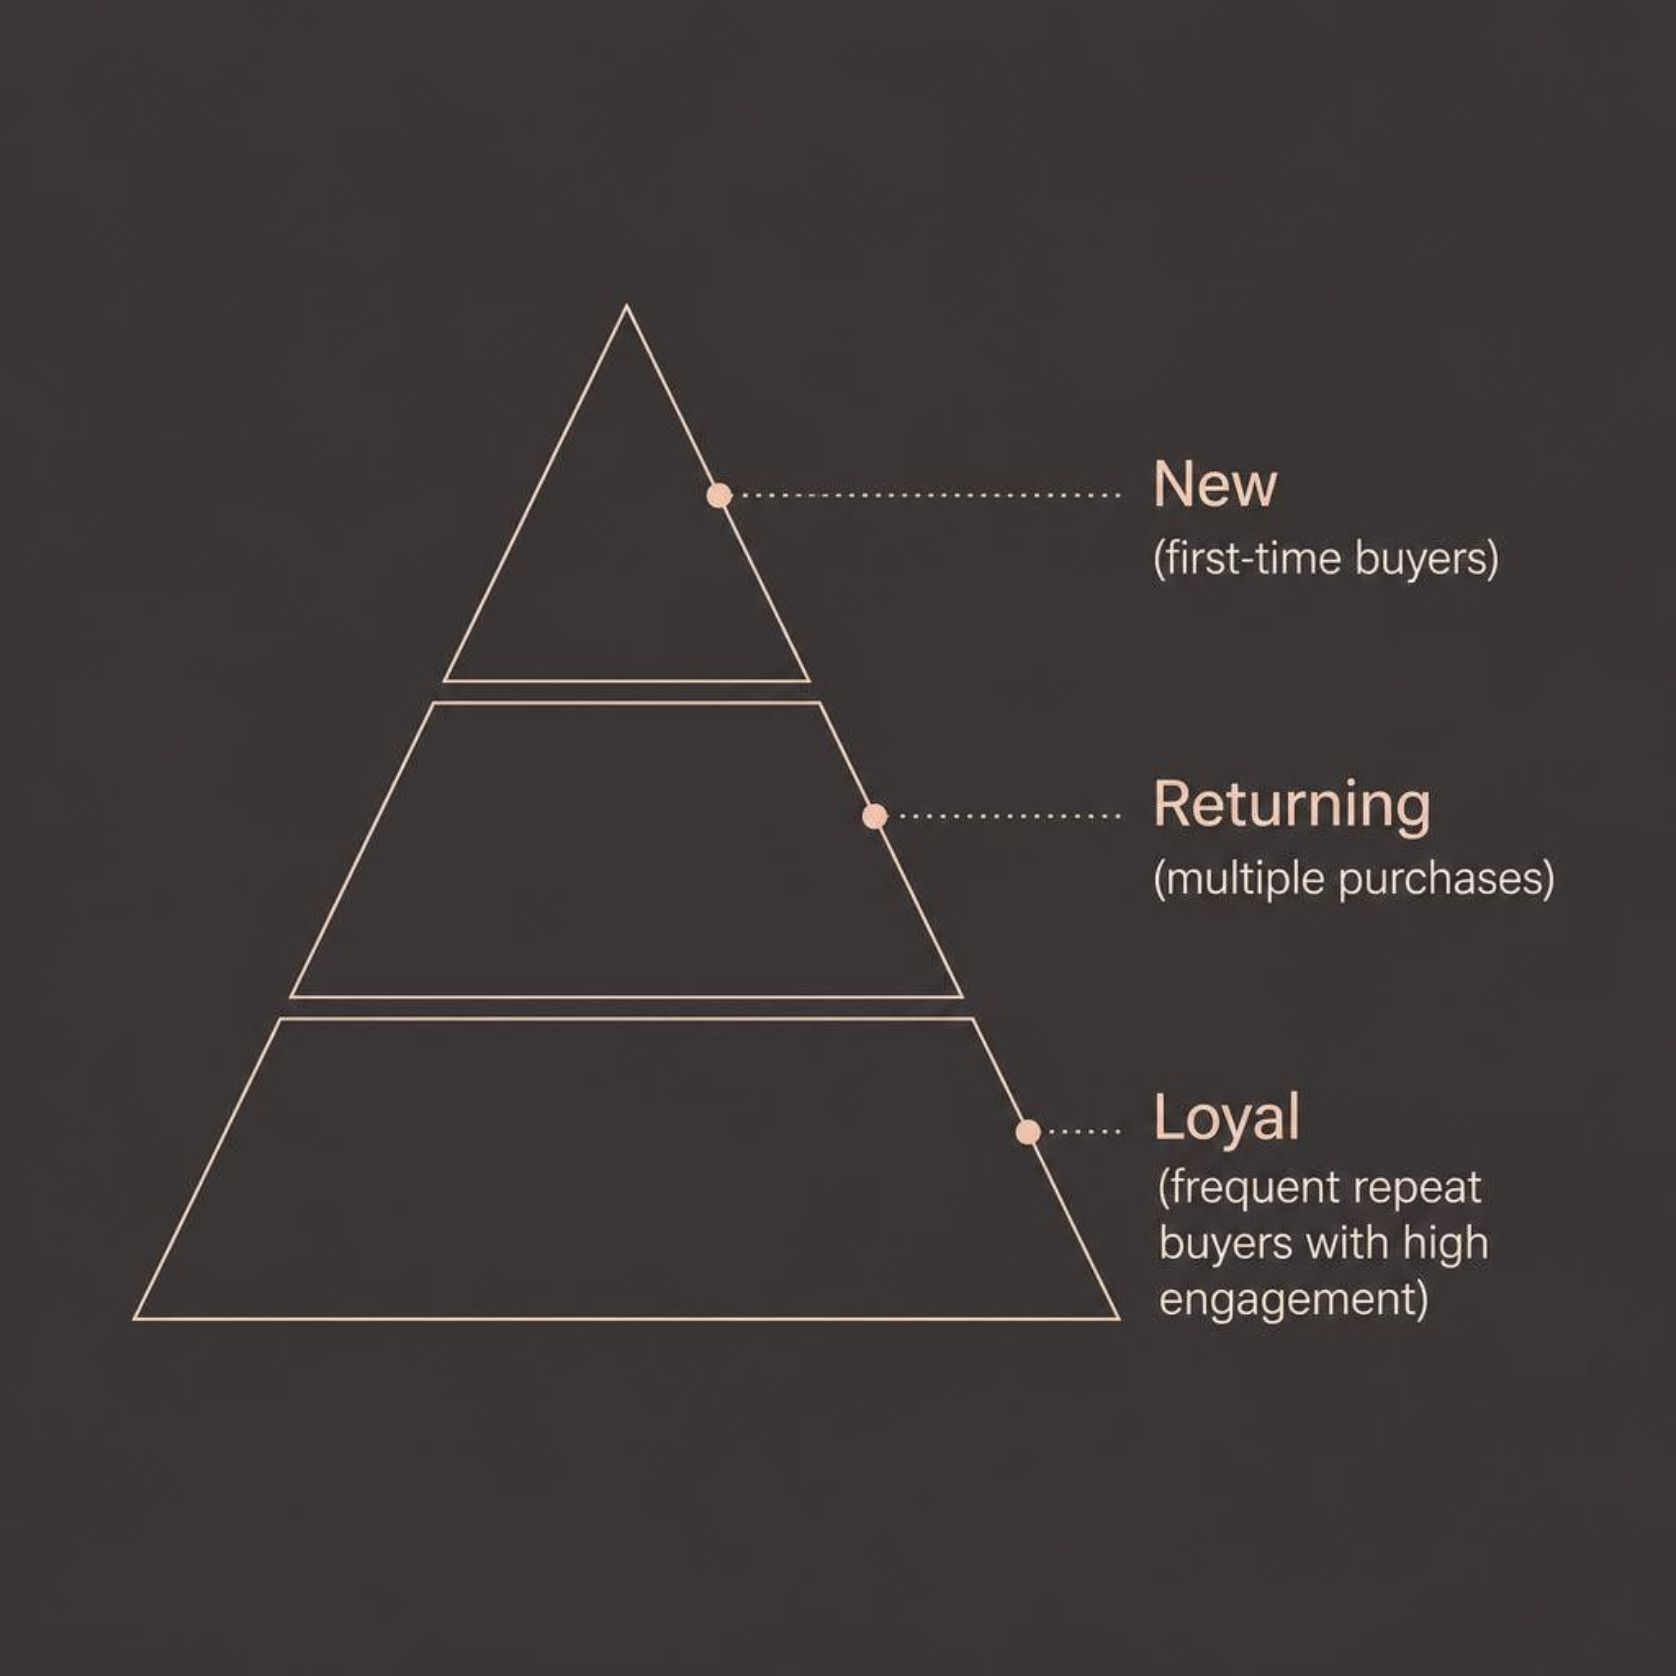 New
(first-time buyers)
Returning
(multiple purchases)
Loyal
(frequent repeat
buyers with high
engagement)